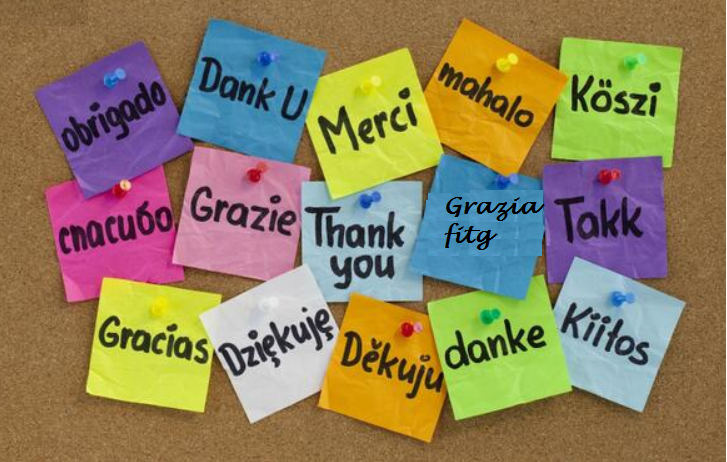 obrigado
Dank U
Merci
mahalo
Köszi
спасибо
Grazie
Thank
you
Grazia
fitg
Takk
Gracias
Dziękuję
Děkuju
danke
Kiitos